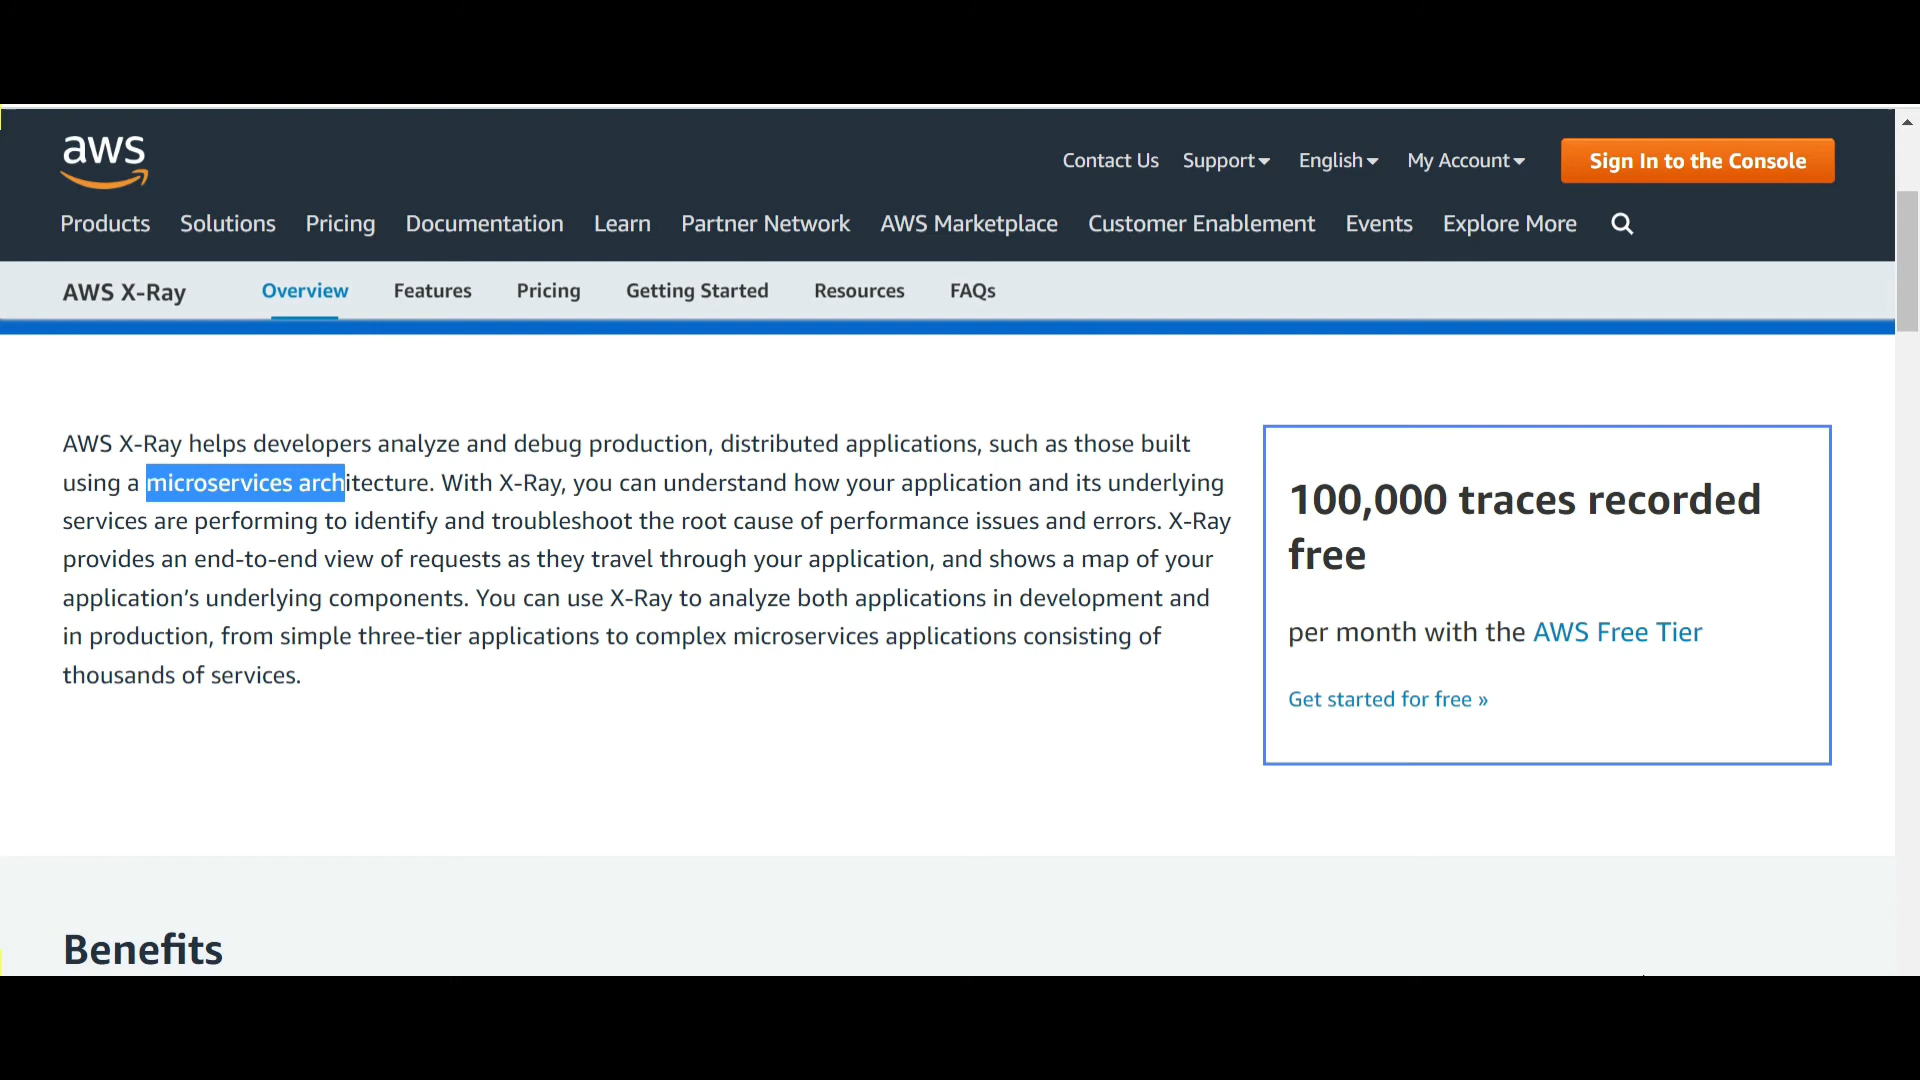 aws
Contact Us Support English My Account Sign In to the Console
Products Solutions Pricing Documentation Learn Partner Network AWS Marketplace Customer Enablement Events Explore More
AWS X-Ray Overview Features Pricing Getting Started Resources FAQs
AWS X-Ray helps developers analyze and debug production, distributed applications, such as those built
using a microservices architecture. With X-Ray, you can understand how your application and its underlying
services are performing to identify and troubleshoot the root cause of performance issues and errors. X-Ray
provides an end-to-end view of requests as they travel through your application, and shows a map of your
application’s underlying components. You can use X-Ray to analyze both applications in development and
in production, from simple three-tier applications to complex microservices applications consisting of
thousands of services.
100,000 traces recorded
free
per month with the AWS Free Tier
Get started for free »
Benefits